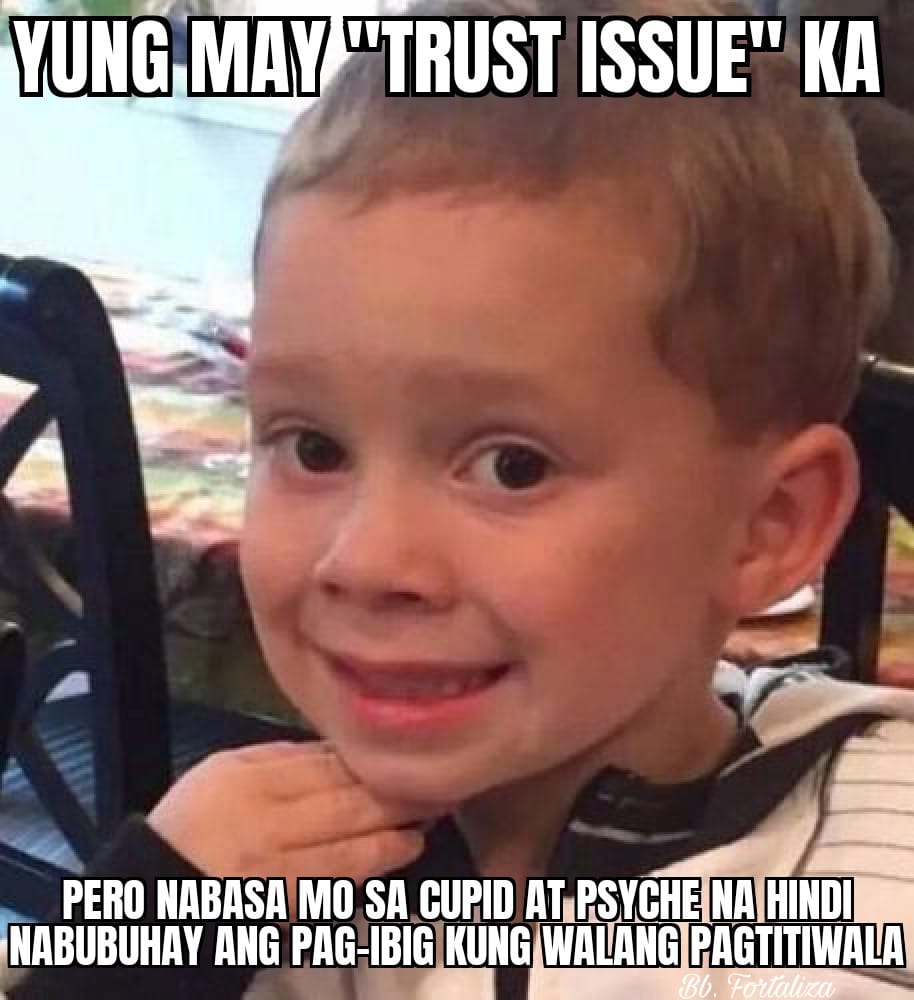 YUNG MAY "TRUST ISSUE" KA
PERO NABASA MO SA CUPID AT PSYCHE NA HINDI
NABUBUHAY ANG PAG-IBIG KUNG WALANG PAGTITIWALA
Bb. Fortaliza